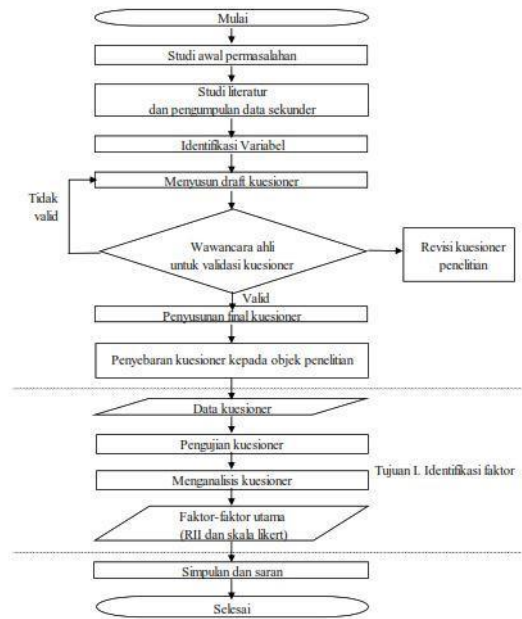 Mulai
Studi awal permasalahan
Studi literatur
dan pengumpulan data sekunder
Identifikasi Variabel
Menyusun draft kuesioner
Tidak
valid
Wawancara ahli
untuk validasi kuesioner
Revisi kuesioner
penelitian
Valid
Penyusunan final kuesioner
Penyebaran kuesioner kepada objek penelitian
Data kuesioner
Pengujian kuesioner
Menganalisis kuesioner
Tujuan I. Identifikasi faktor
Faktor-faktor utama
(RII dan skala likert)
Simpulan dan saran
Selesai